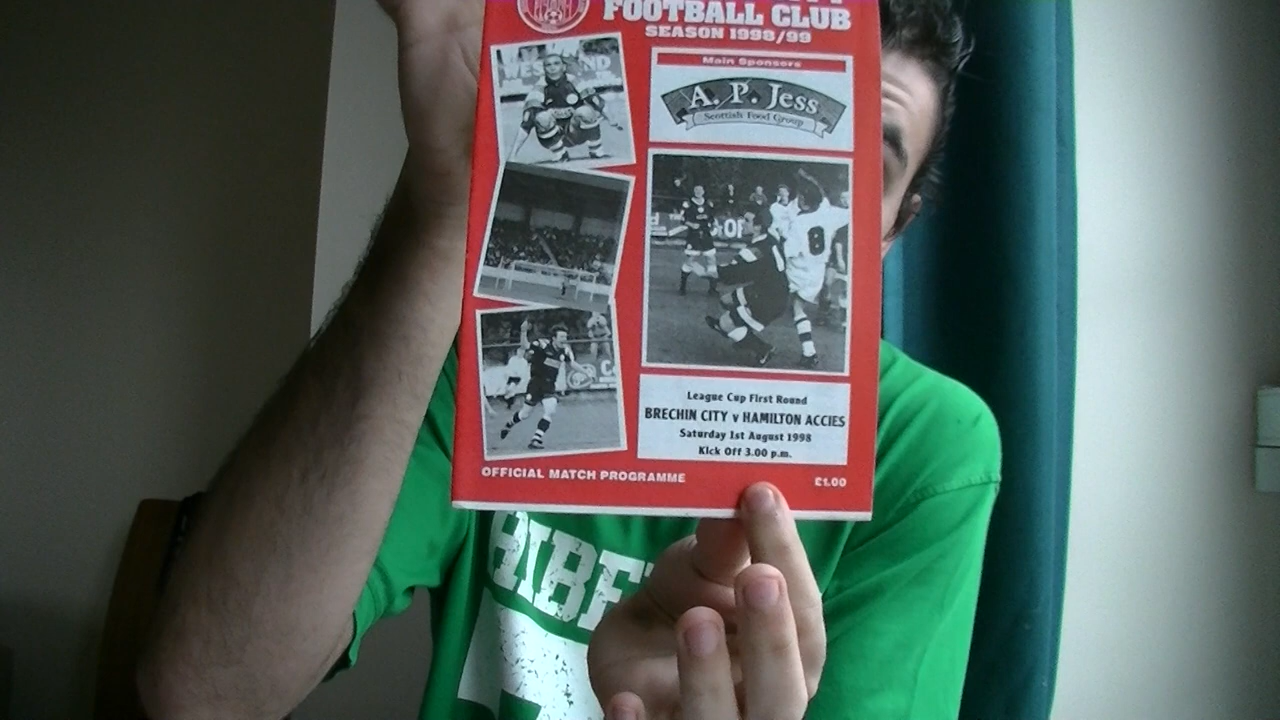 FOOTBALL CLUB
SEASON 1998/99
Main Sponsors
A. P. Jess
Scottish Food Group
League Cup First Round
BRECHIN CITY v HAMILTON ACCIES
Saturday 1st August 1998
Kick Off 3.00 p.m.
OFFICIAL MATCH PROGRAMME
£1.00
HIBE